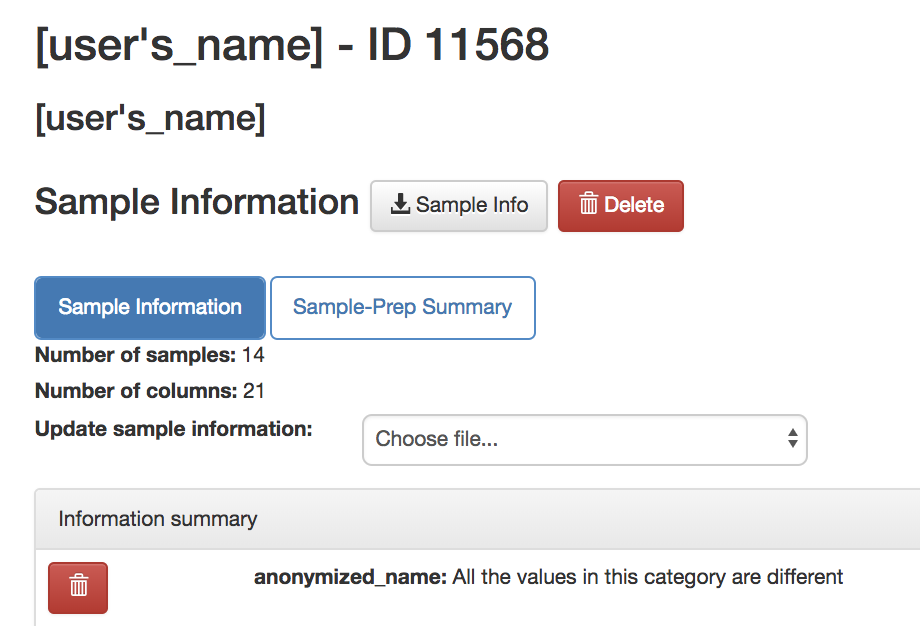 [user's_name] - ID 11568
[user's_name]
Sample Information Sample Info Delete
Sample Information Sample-Prep Summary
Number of samples: 14
Number of columns: 21
Update sample information: Choose file...
Information summary
anonymized_name: All the values in this category are different